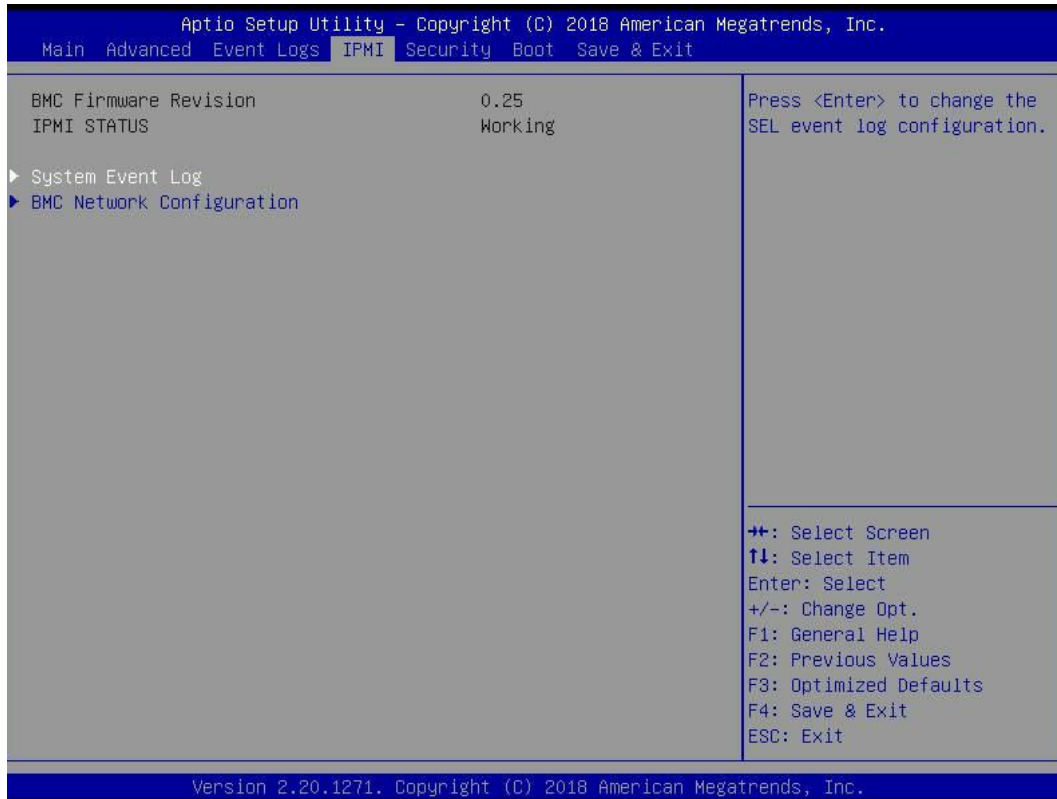 Aptio Setup Utility – Copyright (C) 2018 American Megatrends, Inc.
Main Advanced Event Logs IPMI Security Boot Save & Exit
BMC Firmware Revision 0.25
IPMI STATUS Working
► System Event Log
► BMC Network Configuration
Press <Enter> to change the
SEL event log configuration.
→←: Select Screen
↑↓: Select Item
Enter: Select
+/-: Change Opt.
F1: General Help
F2: Previous Values
F3: Optimized Defaults
F4: Save & Exit
ESC: Exit
Version 2.20.1271. Copyright (C) 2018 American Megatrends, Inc.